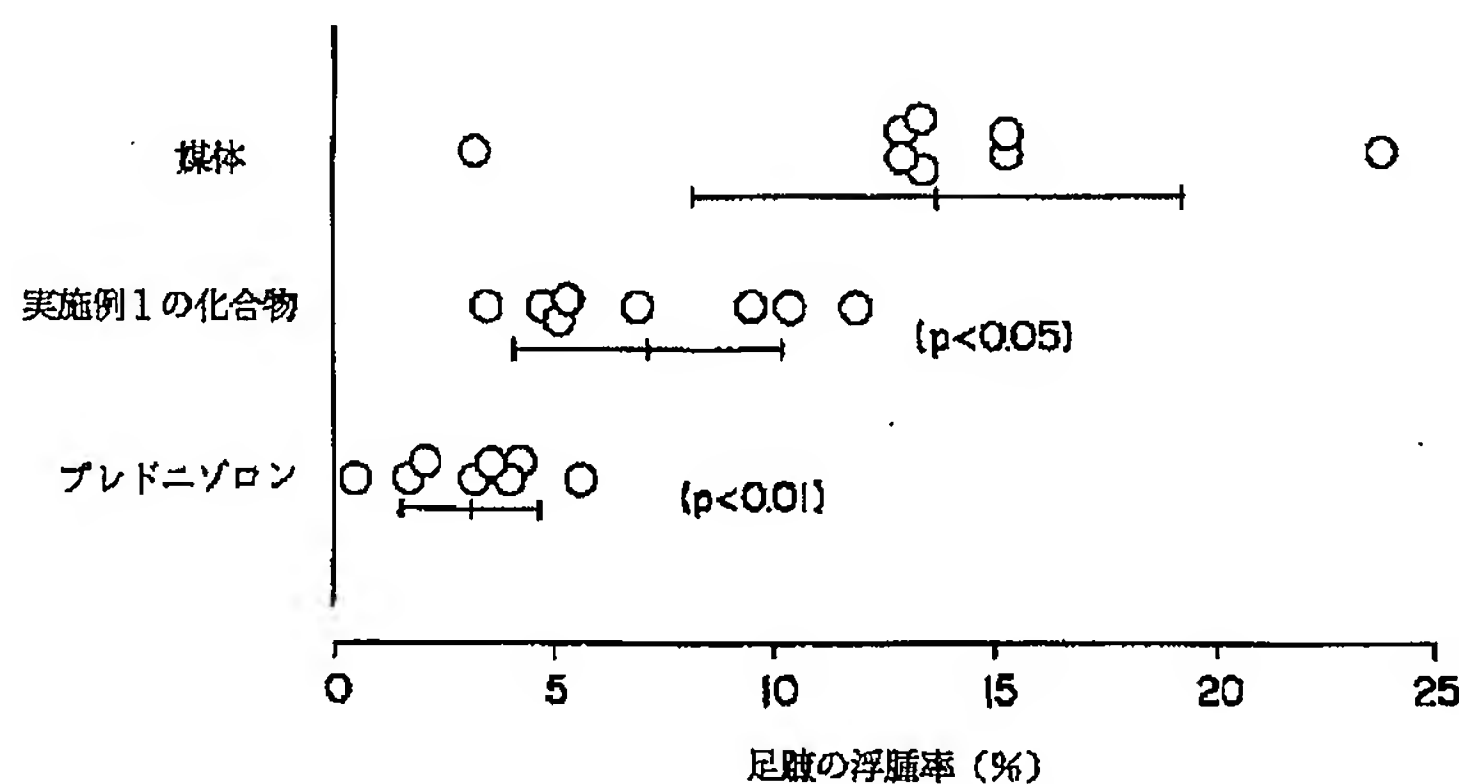 媒体
実施例1の化合物
(p<0.05)
プレドニゾロン
(p<0.01)
0 5 10 15 20 25
足蹠の浮腫率(%)